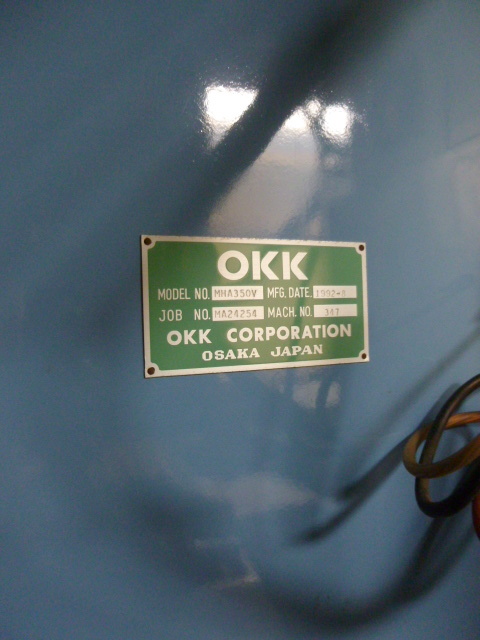 OKK
MODEL NO. MHA350V MFG. DATE. 1992-8
JOB NO. MA24254 MACH. NO. 347
OKK CORPORATION
OSAKA JAPAN